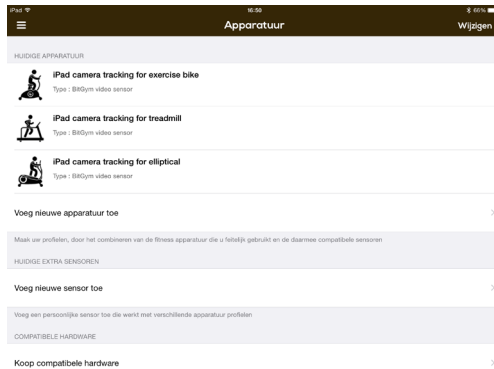 iPad 16:50 66%
Apparatuur Wijzigen
HUIDIGE APPARATUUR
iPad camera tracking for exercise bike
Type : BitGym video sensor
iPad camera tracking for treadmill
Type : BitGym video sensor
iPad camera tracking for elliptical
Type : BitGym video sensor
Voeg nieuwe apparatuur toe
Maak uw profielen, door het combineren van de fitness apparatuur die u feitelijk gebruikt en de daarmee compatibele sensoren
HUIDIGE EXTRA SENSOREN
Voeg nieuwe sensor toe
Voeg een persoonlijke sensor toe die werkt met verschillende apparatuur profielen
COMPATIBELE HARDWARE
Koop compatibele hardware